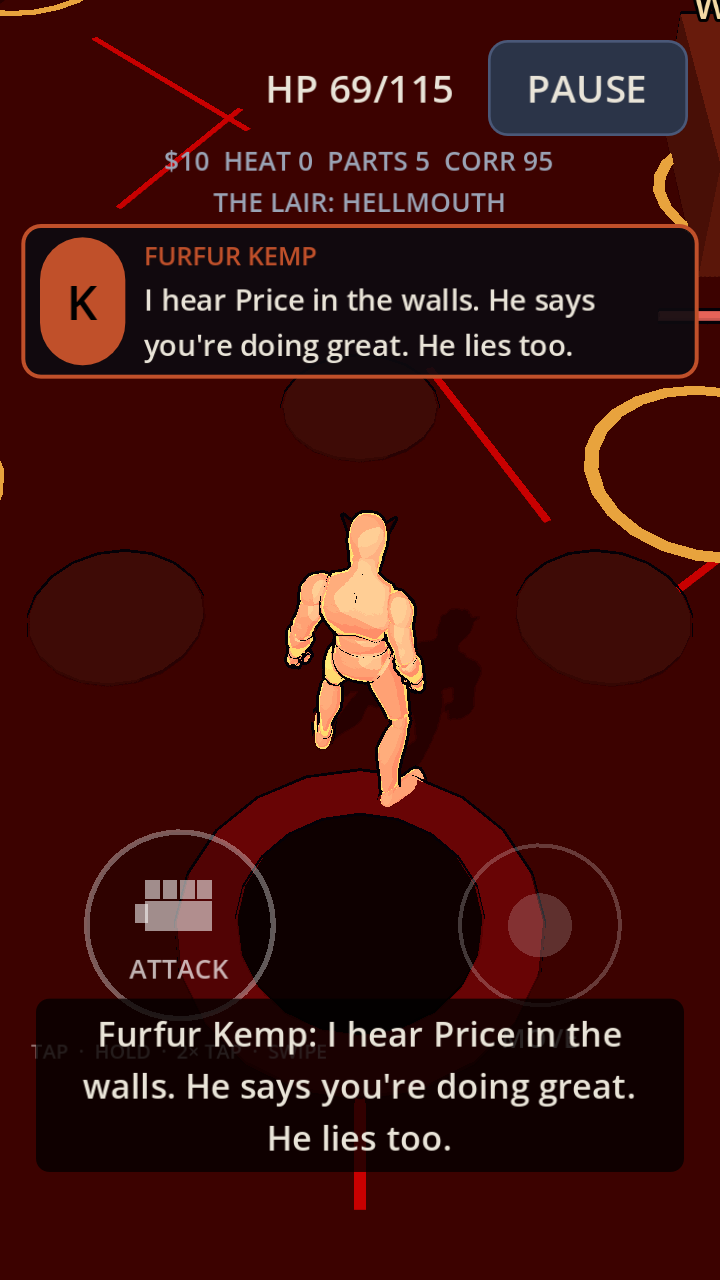 W
HP 69/115
PAUSE
$10 HEAT 0 PARTS 5 CORR 95
THE LAIR: HELLMOUTH
K
FURFUR KEMP
I hear Price in the walls. He says
you're doing great. He lies too.
ATTACK
TAP · HOLD · 2× TAP · SWIPE
MOVE
Furfur Kemp: I hear Price in the
walls. He says you're doing great.
He lies too.